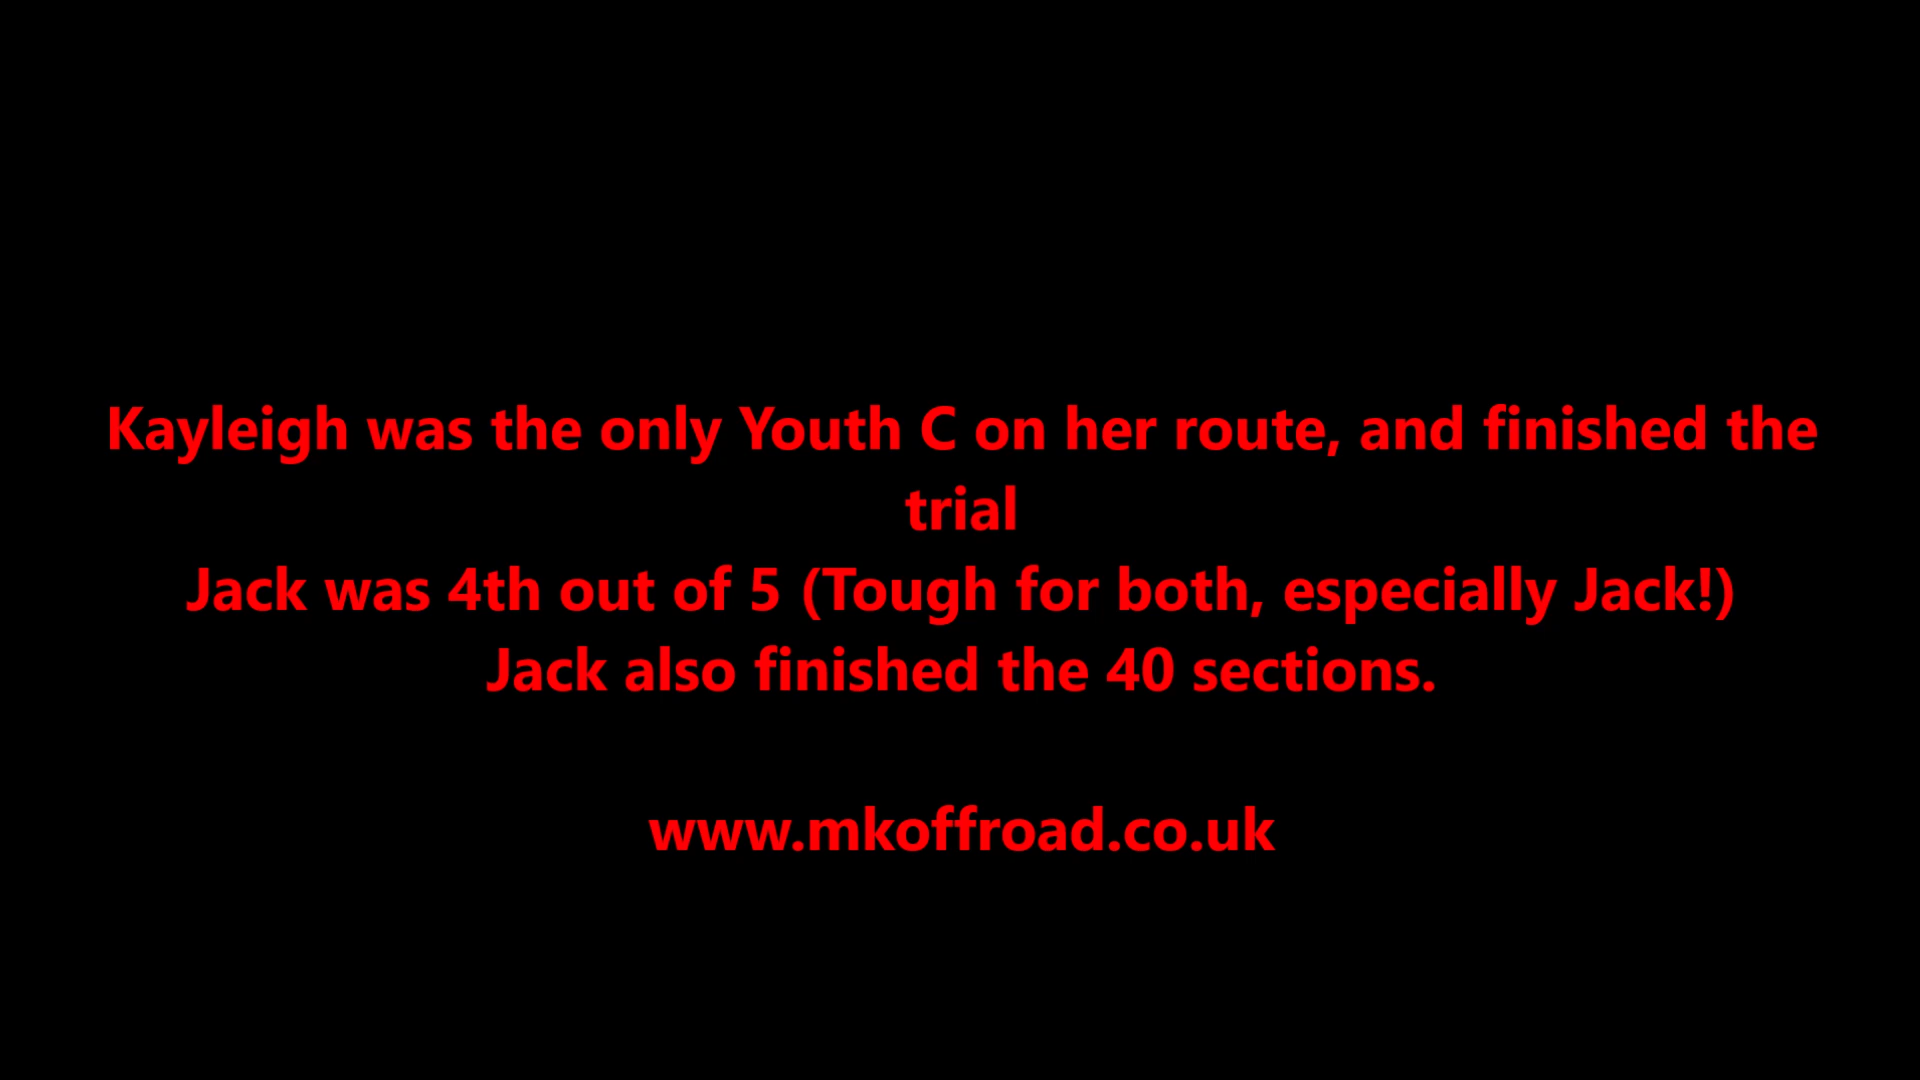 Kayleigh was the only Youth C on her route, and finished the
trial
Jack was 4th out of 5 (Tough for both, especially Jack!)
Jack also finished the 40 sections.
www.mkoffroad.co.uk